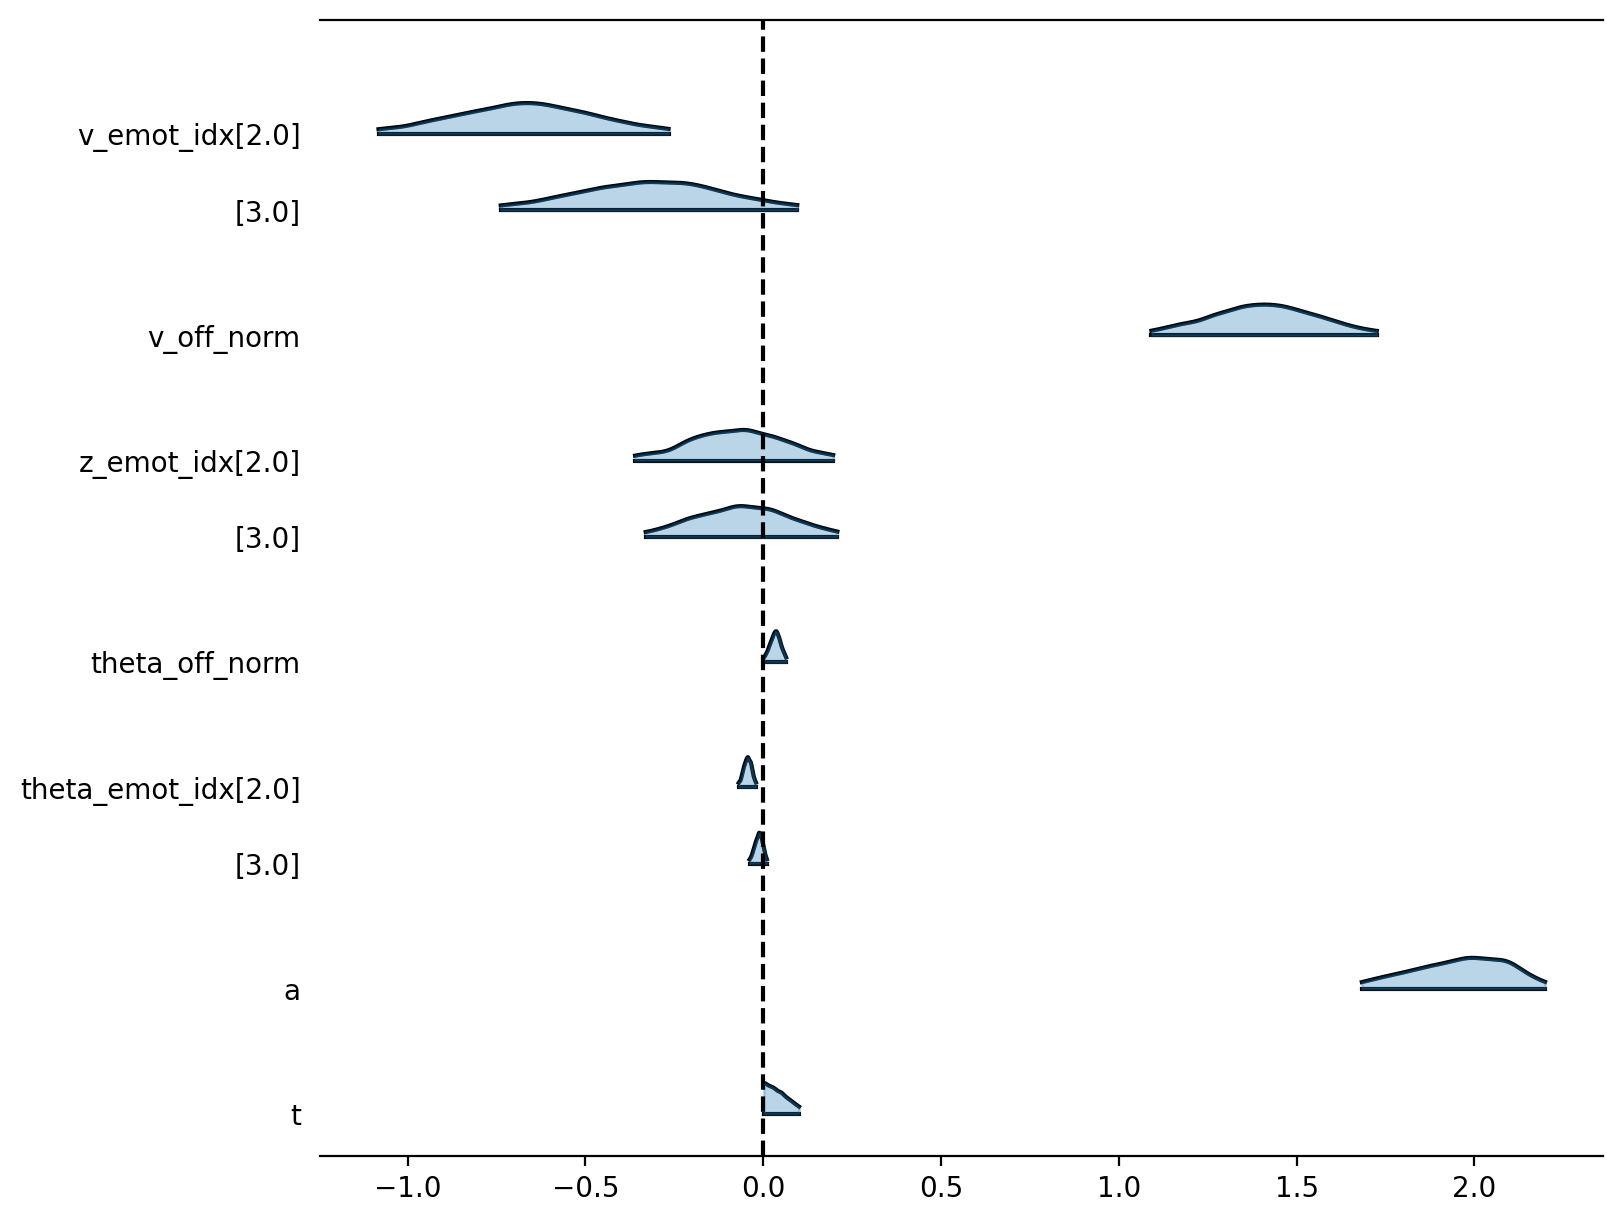 v_emot_idx[2.0]
[3.0]
v_off_norm
z_emot_idx[2.0]
[3.0]
theta_off_norm
theta_emot_idx[2.0]
[3.0]
a
t
−1.0 −0.5 0.0 0.5 1.0 1.5 2.0